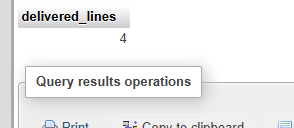 delivered_lines
4
Query results operations
Print Copy to clipboard